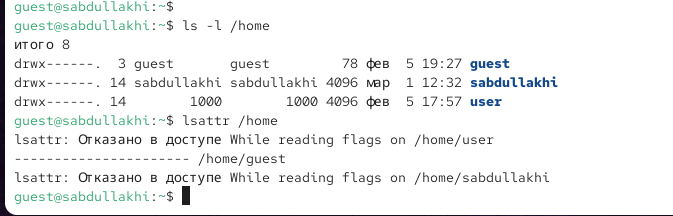 guest@sabdullakhi:~$
guest@sabdullakhi:~$ ls -l /home
итого 8
drwx------.  3 guest       guest         78 фев  5 19:27 guest
drwx------. 14 sabdullakhi sabdullakhi 4096 мар  1 12:32 sabdullakhi
drwx------. 14        1000        1000 4096 фев  5 17:57 user
guest@sabdullakhi:~$ lsattr /home
lsattr: Отказано в доступе While reading flags on /home/user
---------------------- /home/guest
lsattr: Отказано в доступе While reading flags on /home/sabdullakhi
guest@sabdullakhi:~$